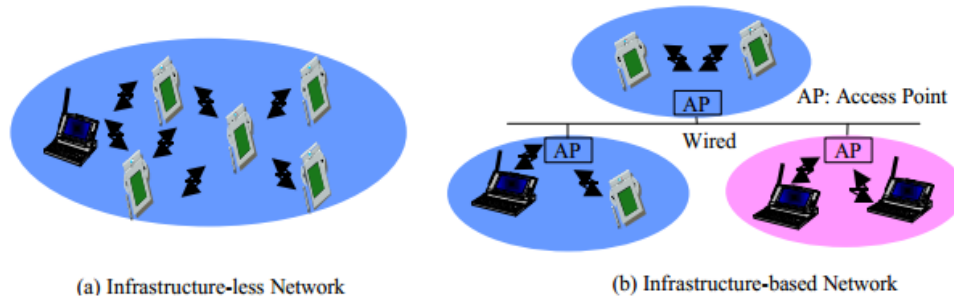 AP
AP: Access Point
Wired
AP
AP
(a) Infrastructure-less Network
(b) Infrastructure-based Network